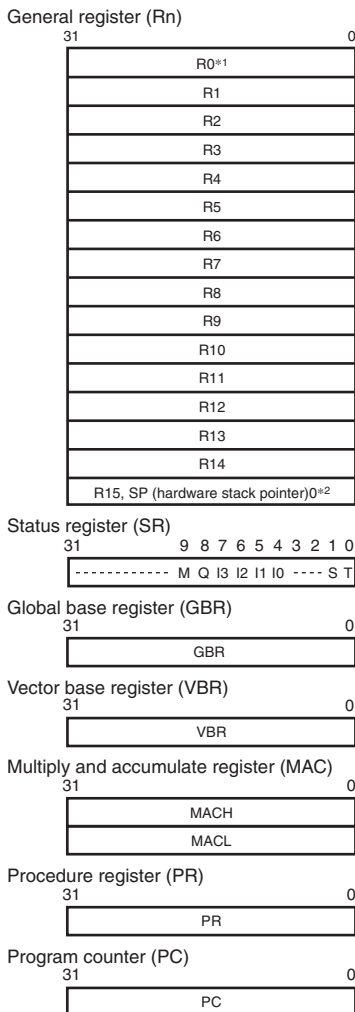 General register (Rn)
31 0
R0*1
R1
R2
R3
R4
R5
R6
R7
R8
R9
R10
R11
R12
R13
R14
R15, SP (hardware stack pointer)0*2
Status register (SR)
31 9 8 7 6 5 4 3 2 1 0
------------ M Q I3 I2 I1 I0 ---- S T
Global base register (GBR)
31 0
GBR
Vector base register (VBR)
31 0
VBR
Multiply and accumulate register (MAC)
31 0
MACH
MACL
Procedure register (PR)
31 0
PR
Program counter (PC)
31 0
PC